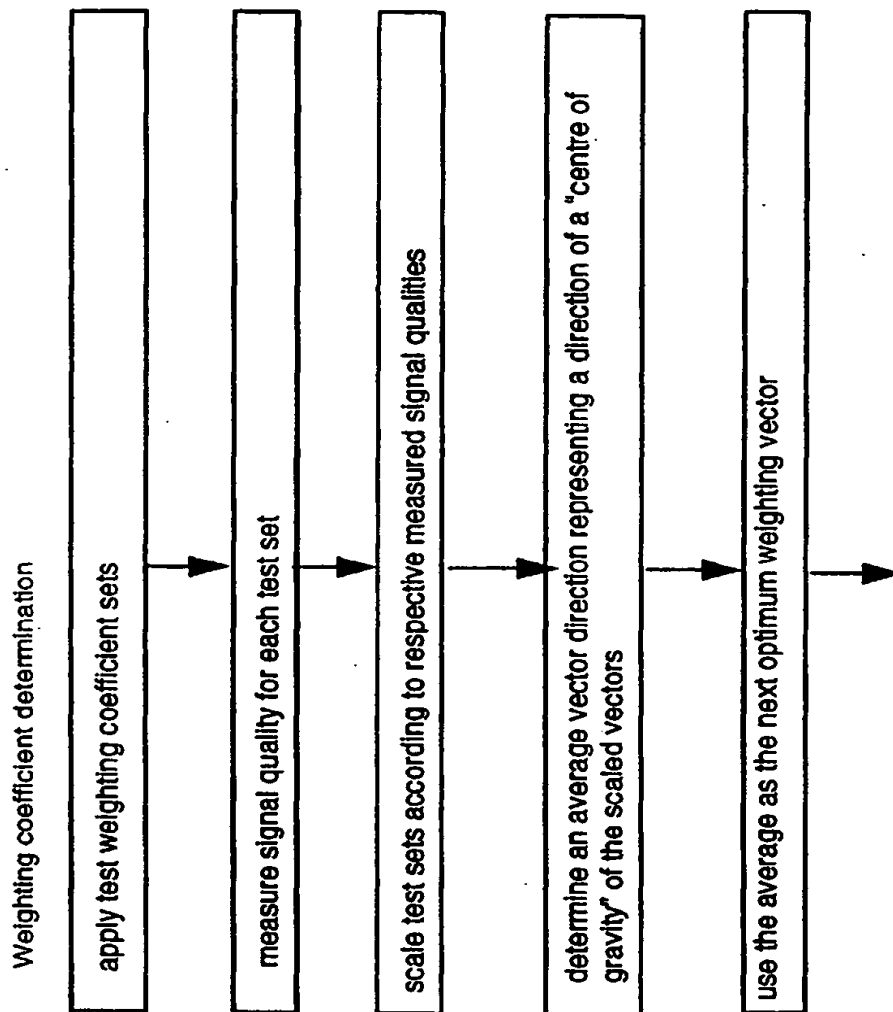 Weighting coefficient determination
apply test weighting coefficient sets
measure signal quality for each test set
scale test sets according to respective measured signal qualities
determine an average vector direction representing a direction of a "centre of
gravity" of the scaled vectors
use the average as the next optimum weighting vector